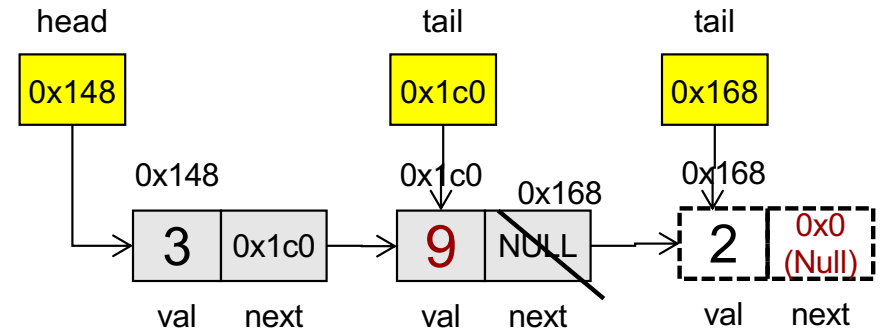 head
tail
tail
0x148
0x1c0
0x168
0x148
0x1c0
0x168
0x168
3
0x1c0
9
NULL
2
0x0
(Null)
val
next
val
next
val
next